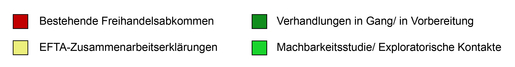 Bestehende Freihandelsabkommen
Verhandlungen in Gang/ in Vorbereitung
EFTA-Zusammenarbeitserklärungen
Machbarkeitsstudie/ Exploratorische Kontakte